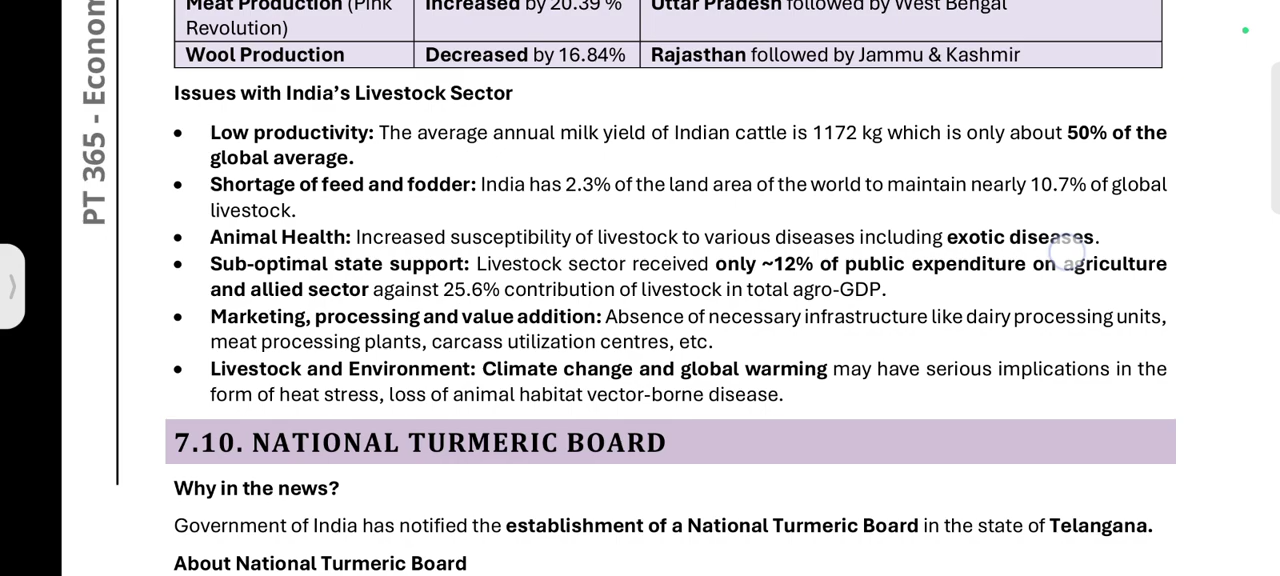 PT 365 - Econom
Meat Production (Pink
Revolution)
Increased by 20.39 %
Uttar Pradesh followed by West Bengal
Wool Production
Decreased by 16.84%
Rajasthan followed by Jammu & Kashmir
Issues with India’s Livestock Sector
• Low productivity: The average annual milk yield of Indian cattle is 1172 kg which is only about 50% of the
global average.
• Shortage of feed and fodder: India has 2.3% of the land area of the world to maintain nearly 10.7% of global
livestock.
• Animal Health: Increased susceptibility of livestock to various diseases including exotic diseases.
• Sub-optimal state support: Livestock sector received only ~12% of public expenditure on agriculture
and allied sector against 25.6% contribution of livestock in total agro-GDP.
• Marketing, processing and value addition: Absence of necessary infrastructure like dairy processing units,
meat processing plants, carcass utilization centres, etc.
• Livestock and Environment: Climate change and global warming may have serious implications in the
form of heat stress, loss of animal habitat vector-borne disease.
7.10. NATIONAL TURMERIC BOARD
Why in the news?
Government of India has notified the establishment of a National Turmeric Board in the state of Telangana.
About National Turmeric Board